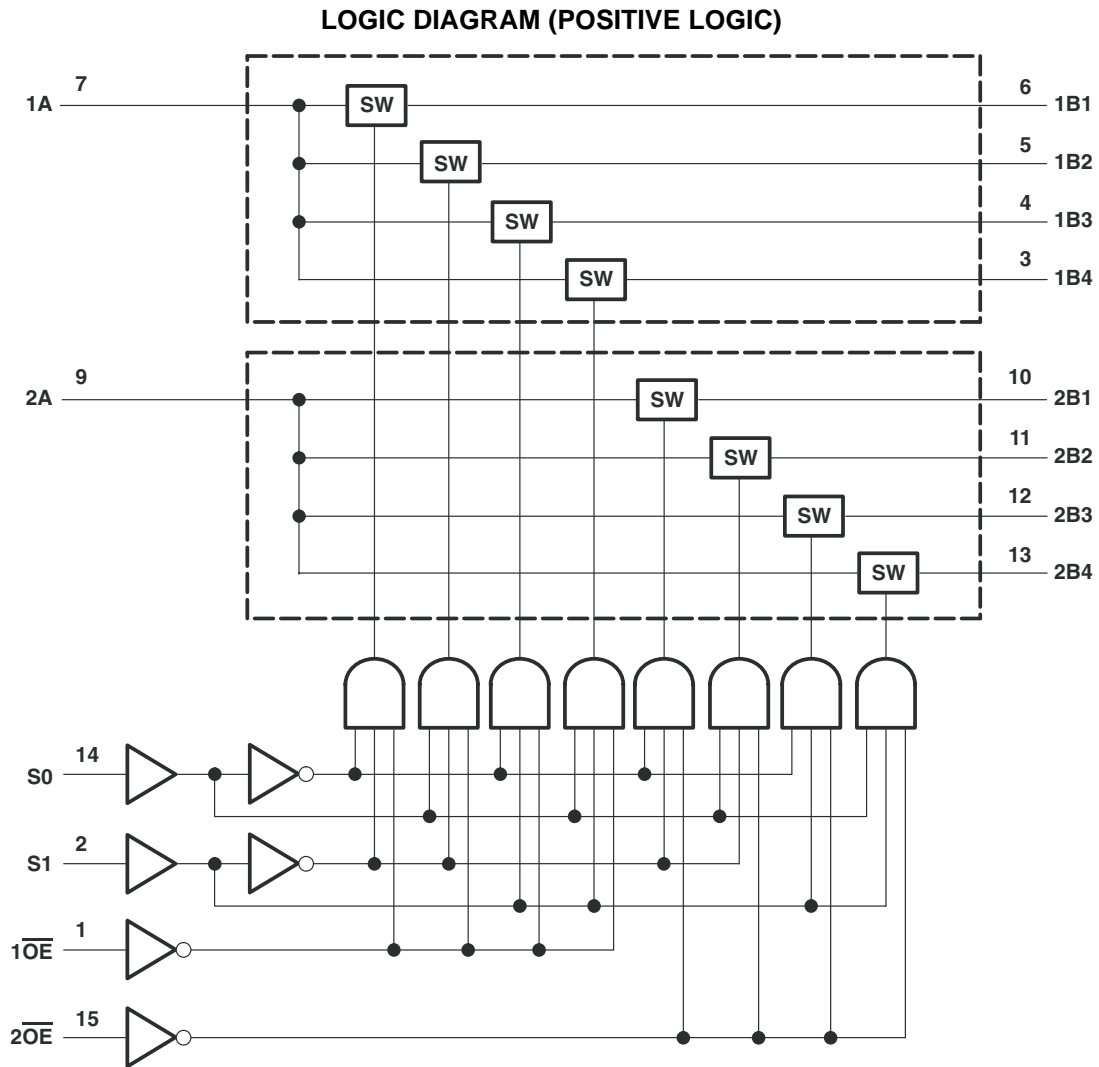 LOGIC DIAGRAM (POSITIVE LOGIC)
7
1A
SW
6
1B1
5
SW
1B2
4
SW
1B3
3
SW
1B4
9
2A
10
SW
2B1
11
SW
2B2
12
SW
2B3
13
SW
2B4
14
S0
2
S1
1
1O̅E̅
15
2O̅E̅